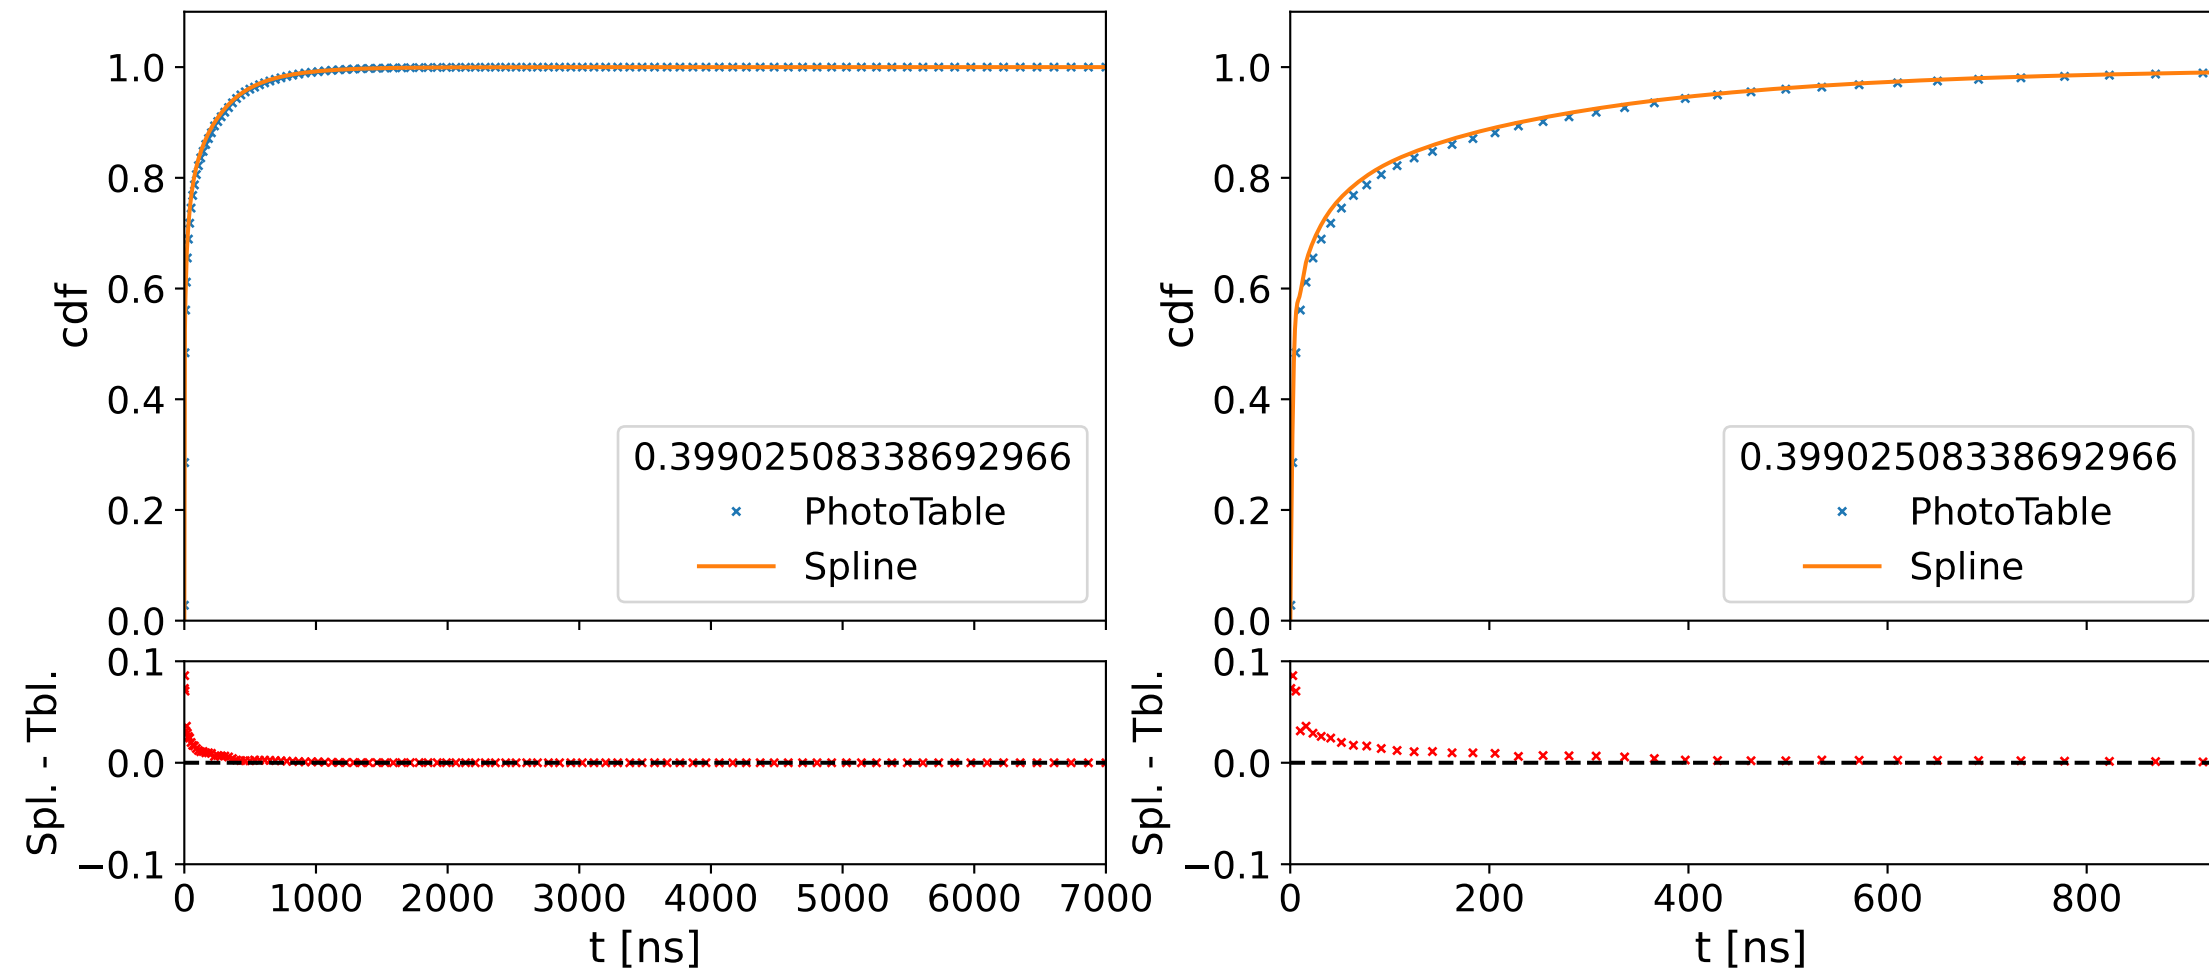 cdf
1.0
0.8
0.6
0.4
0.2
0.0
0.39902508338692966
PhotoTable
Spline
Spl. - Tbl.
0.1
0.0
−0.1
0 1000 2000 3000 4000 5000 6000 7000
t [ns]
cdf
1.0
0.8
0.6
0.4
0.2
0.0
0.39902508338692966
PhotoTable
Spline
Spl. - Tbl.
0.1
0.0
−0.1
0 200 400 600 800
t [ns]